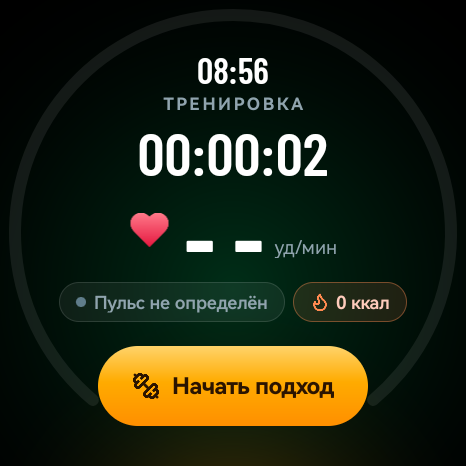 08:56
ТРЕНИРОВКА
00:00:02
-- уд/мин
Пульс не определён 0 ккал
Начать подход